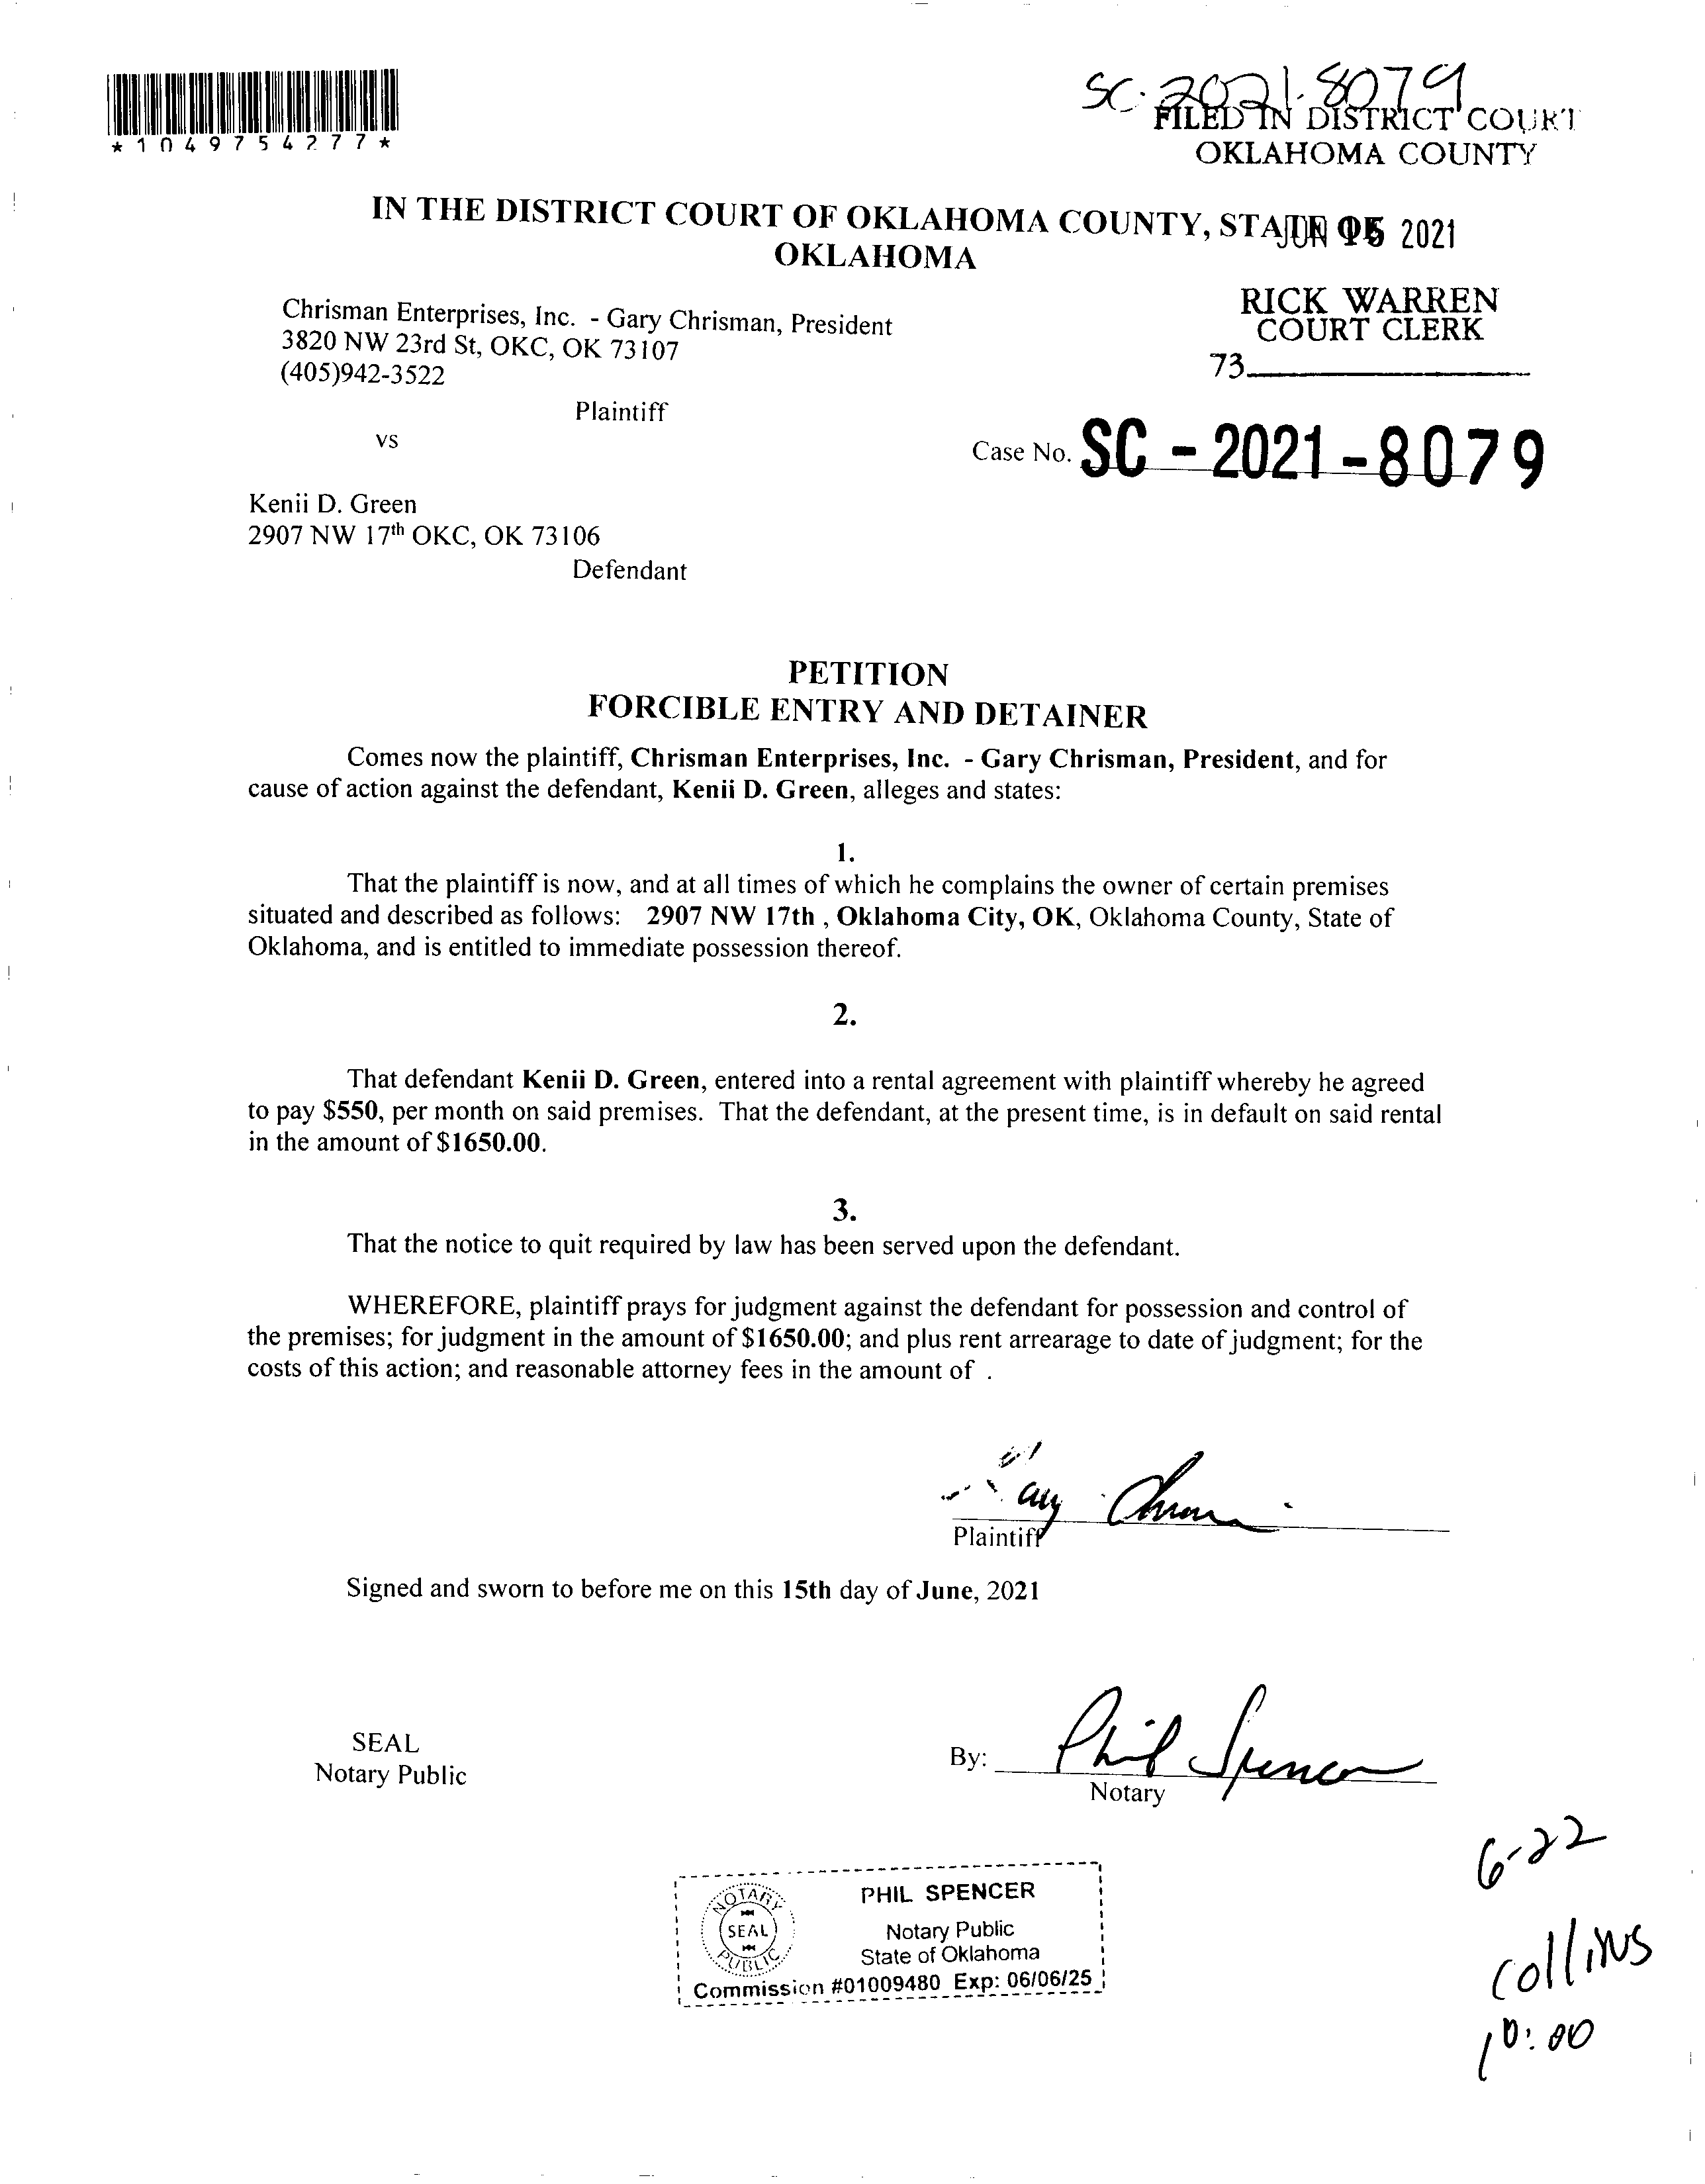 SC-2021-8079
FILED IN DISTRICT COURT
OKLAHOMA COUNTY
*1049754277*
IN THE DISTRICT COURT OF OKLAHOMA COUNTY, STA JUN 15 2021
OKLAHOMA
RICK WARREN
COURT CLERK
73
Chrisman Enterprises, Inc. - Gary Chrisman, President
3820 NW 23rd St, OKC, OK 73107
(405)942-3522
Plaintiff
vs
Case No. SC - 2021 - 8079
Kenii D. Green
2907 NW 17th OKC, OK 73106
Defendant
PETITION
FORCIBLE ENTRY AND DETAINER
Comes now the plaintiff, Chrisman Enterprises, Inc. - Gary Chrisman, President, and for
cause of action against the defendant, Kenii D. Green, alleges and states:
1.
That the plaintiff is now, and at all times of which he complains the owner of certain premises
situated and described as follows: 2907 NW 17th , Oklahoma City, OK, Oklahoma County, State of
Oklahoma, and is entitled to immediate possession thereof.
2.
That defendant Kenii D. Green, entered into a rental agreement with plaintiff whereby he agreed
to pay $550, per month on said premises. That the defendant, at the present time, is in default on said rental
in the amount of $1650.00.
3.
That the notice to quit required by law has been served upon the defendant.
WHEREFORE, plaintiff prays for judgment against the defendant for possession and control of
the premises; for judgment in the amount of $1650.00; and plus rent arrearage to date of judgment; for the
costs of this action; and reasonable attorney fees in the amount of .
Plaintiff
Signed and sworn to before me on this 15th day of June, 2021
SEAL
Notary Public
By: Phil Spencer
Notary
NOTARY
SEAL
PUBLIC
PHIL SPENCER
Notary Public
State of Oklahoma
Commission #01009480 Exp: 06/06/25
6-22
Collins
10:00